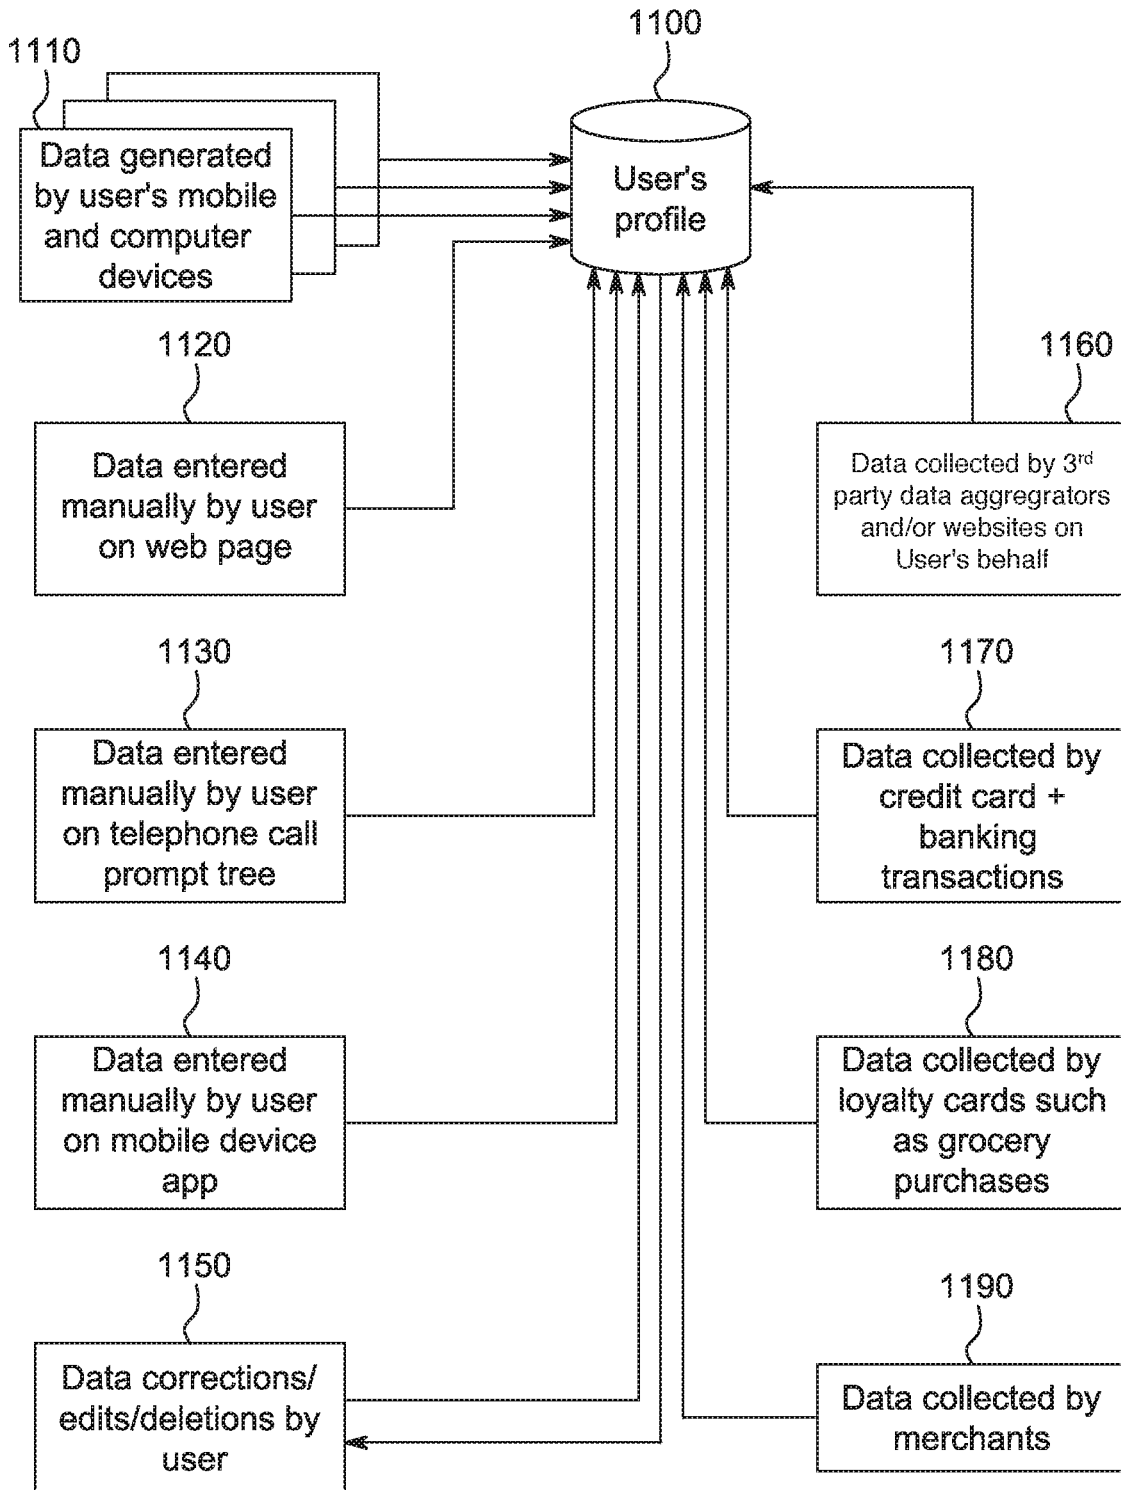 1100
1110
Data generated
by user's mobile
and computer
devices
User's
profile
1120
Data entered
manually by user
on web page
1160
Data collected by 3rd
party data aggregrators
and/or websites on
User's behalf
1130
Data entered
manually by user
on telephone call
prompt tree
1170
Data collected by
credit card +
banking
transactions
1140
Data entered
manually by user
on mobile device
app
1180
Data collected by
loyalty cards such
as grocery
purchases
1150
Data corrections/
edits/deletions by
user
1190
Data collected by
merchants